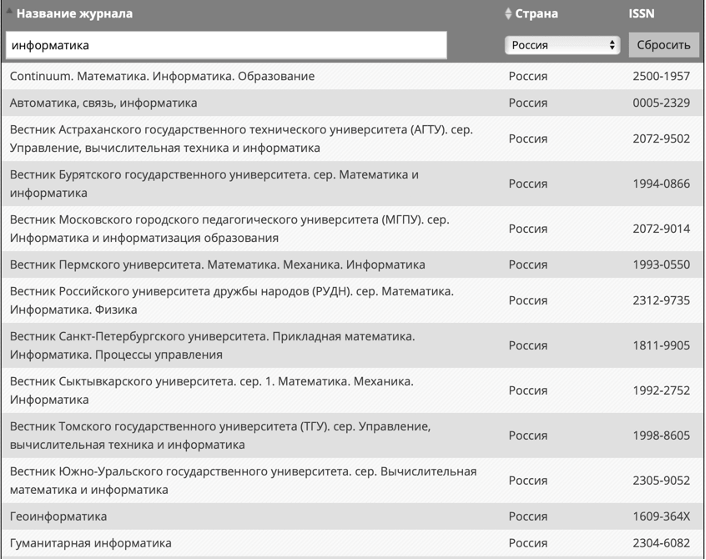 Название журнала Страна ISSN
информатика Россия Сбросить
Continuum. Математика. Информатика. Образование Россия 2500-1957
Автоматика, связь, информатика Россия 0005-2329
Вестник Астраханского государственного технического университета (АГТУ). сер.
Управление, вычислительная техника и информатика Россия 2072-9502
Вестник Бурятского государственного университета. сер. Математика и
информатика Россия 1994-0866
Вестник Московского городского педагогического университета (МГПУ). сер.
Информатика и информатизация образования Россия 2072-9014
Вестник Пермского университета. Математика. Механика. Информатика Россия 1993-0550
Вестник Российского университета дружбы народов (РУДН). сер. Математика.
Информатика. Физика Россия 2312-9735
Вестник Санкт-Петербургского университета. Прикладная математика.
Информатика. Процессы управления Россия 1811-9905
Вестник Сыктывкарского университета. сер. 1. Математика. Механика.
Информатика Россия 1992-2752
Вестник Томского государственного университета (ТГУ). сер. Управление,
вычислительная техника и информатика Россия 1998-8605
Вестник Южно-Уральского государственного университета. сер. Вычислительная
математика и информатика Россия 2305-9052
Геоинформатика Россия 1609-364X
Гуманитарная информатика Россия 2304-6082